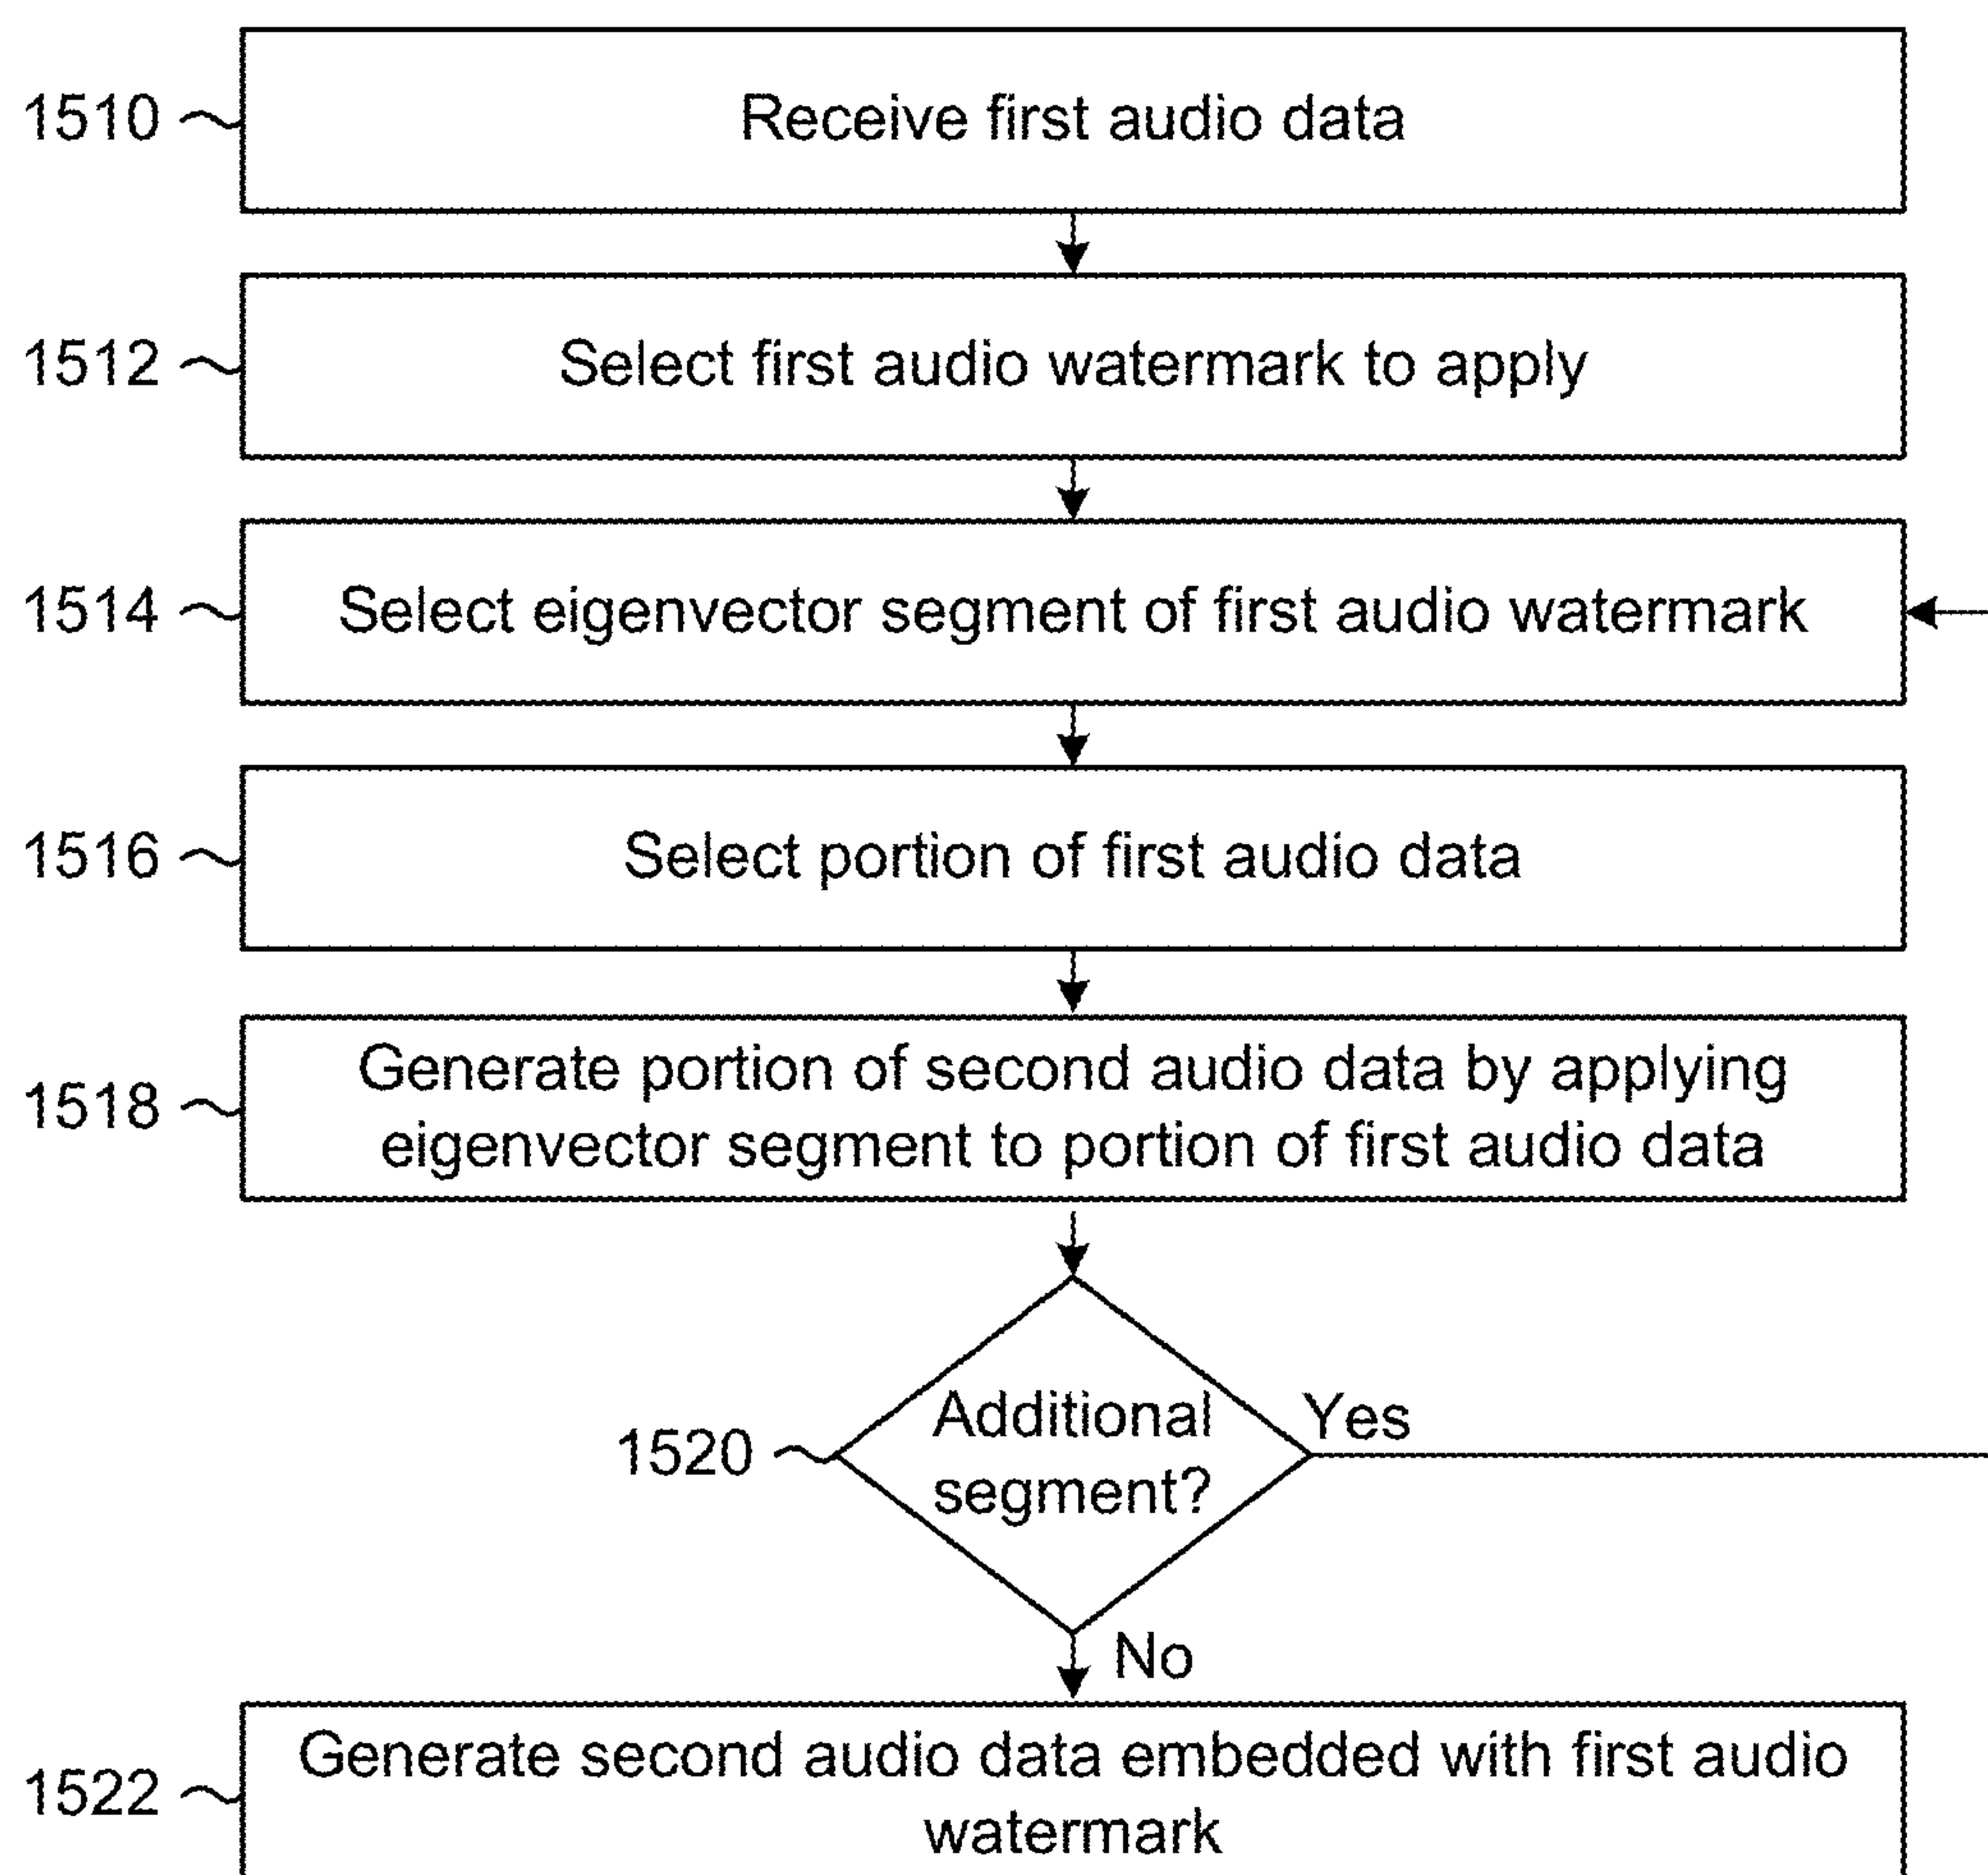 1510
Receive first audio data
1512
Select first audio watermark to apply
1514
Select eigenvector segment of first audio watermark
1516
Select portion of first audio data
1518
Generate portion of second audio data by applying
eigenvector segment to portion of first audio data
1520
Additional
segment?
Yes
No
1522
Generate second audio data embedded with first audio
watermark